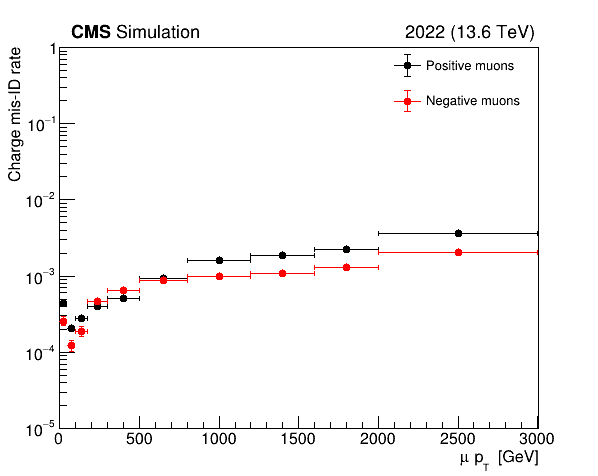 CMS Simulation 2022 (13.6 TeV)
Charge mis-ID rate
1
10⁻¹
10⁻²
10⁻³
10⁻⁴
10⁻⁵
Positive muons
Negative muons
0 500 1000 1500 2000 2500 3000
μ p_T [GeV]